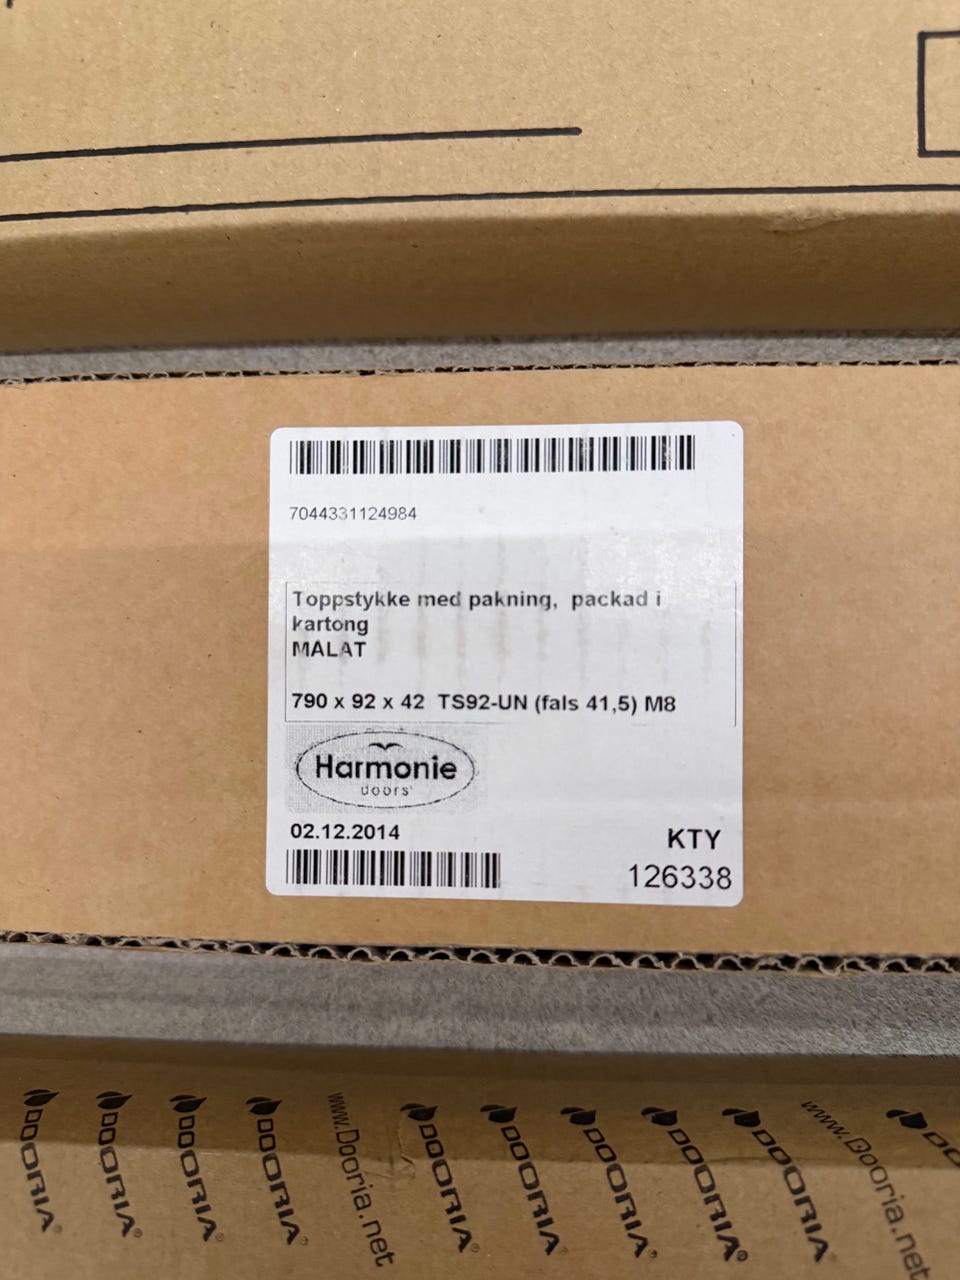 7044331124984
Toppstykke med pakning, packad i
kartong
MÅLAT
790 x 92 x 42 TS92-UN (fals 41,5) M8
Harmonie
doors
02.12.2014
KTY
126338
DOORIA®
DOORIA®
DOORIA®
DOORIA®
www.Dooria.net
DOORIA®
DOORIA®
DOORIA®
DOORIA®
DOORIA®
www.Dooria.net